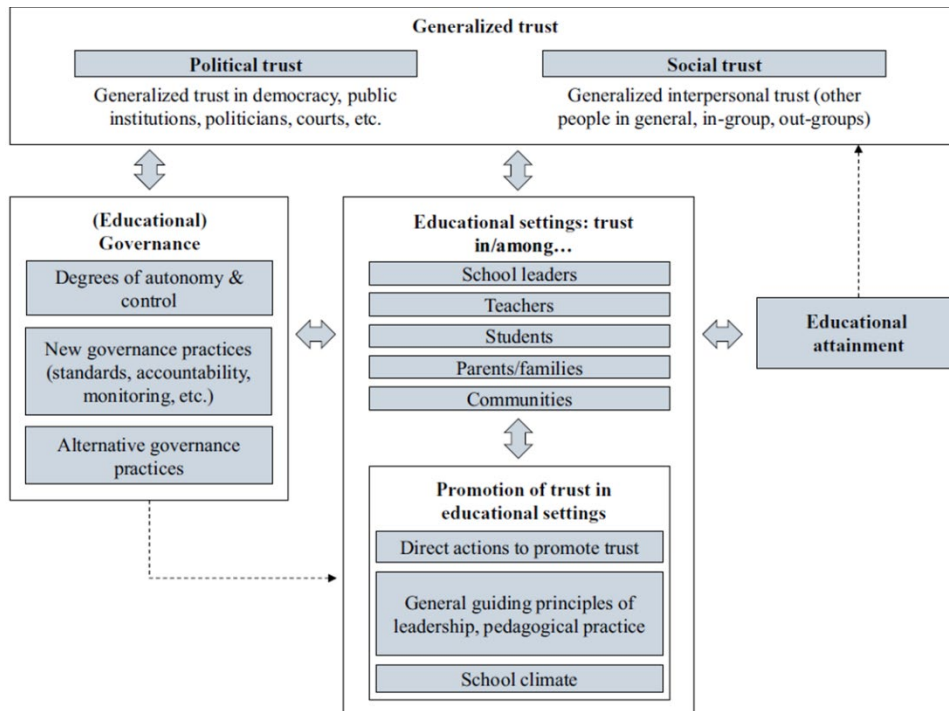 Generalized trust
Political trust
Generalized trust in democracy, public
institutions, politicians, courts, etc.
Social trust
Generalized interpersonal trust (other
people in general, in-group, out-groups)
(Educational)
Governance
Degrees of autonomy &
control
New governance practices
(standards, accountability,
monitoring, etc.)
Alternative governance
practices
Educational settings: trust
in/among…
School leaders
Teachers
Students
Parents/families
Communities
Promotion of trust in
educational settings
Direct actions to promote trust
General guiding principles of
leadership, pedagogical practice
School climate
Educational
attainment